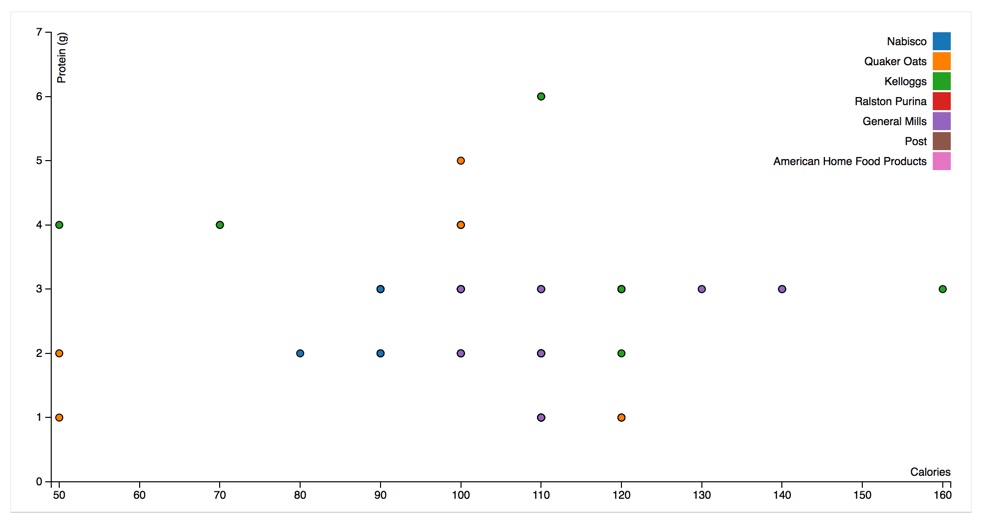 7
Protein (g)
Nabisco
Quaker Oats
Kelloggs
Ralston Purina
General Mills
Post
American Home Food Products
6
5
4
3
2
1
0
Calories
50 60 70 80 90 100 110 120 130 140 150 160